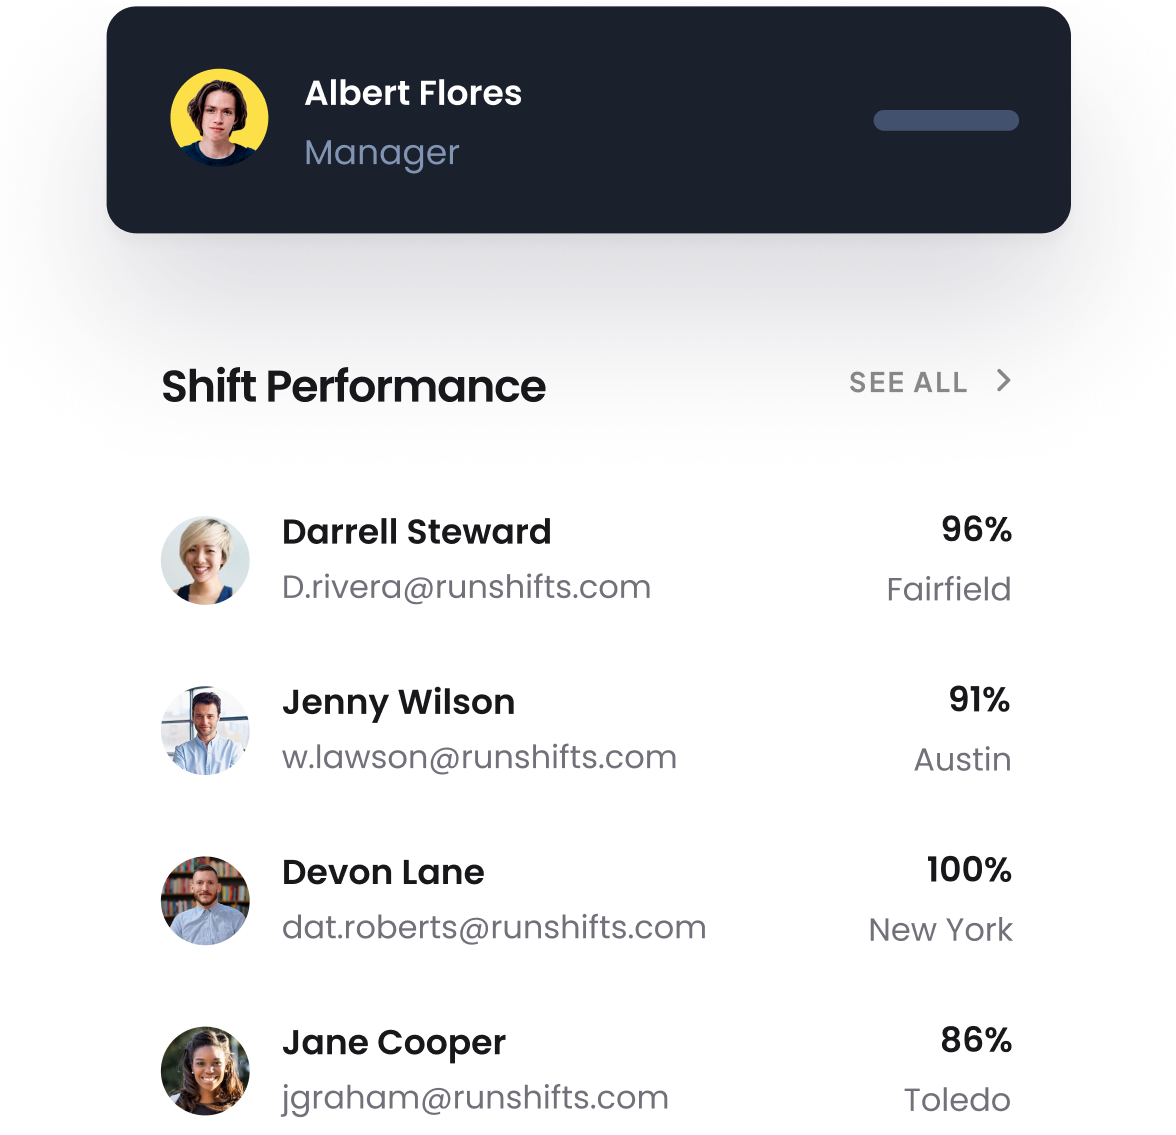 Albert Flores
Manager
Shift Performance
SEE ALL
Darrell Steward
96%
D.rivera@runshifts.com
Fairfield
Jenny Wilson
91%
w.lawson@runshifts.com
Austin
Devon Lane
100%
dat.roberts@runshifts.com
New York
Jane Cooper
86%
jgraham@runshifts.com
Toledo